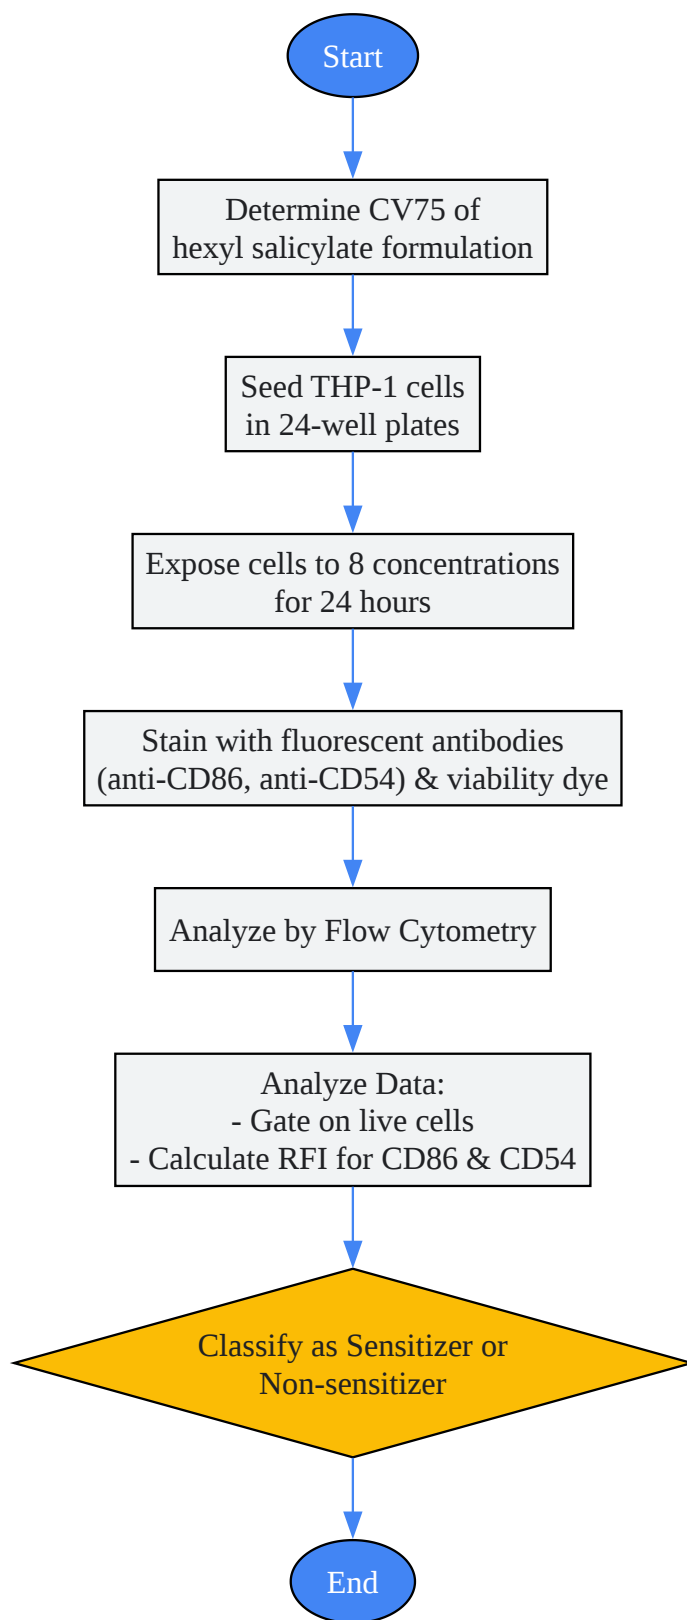 Start
Determine CV75 of
hexyl salicylate formulation
Seed THP-1 cells
in 24-well plates
Expose cells to 8 concentrations
for 24 hours
Stain with fluorescent antibodies
(anti-CD86, anti-CD54) & viability dye
Analyze by Flow Cytometry
Analyze Data:
- Gate on live cells
- Calculate RFI for CD86 & CD54
Classify as Sensitizer or
Non-sensitizer
End